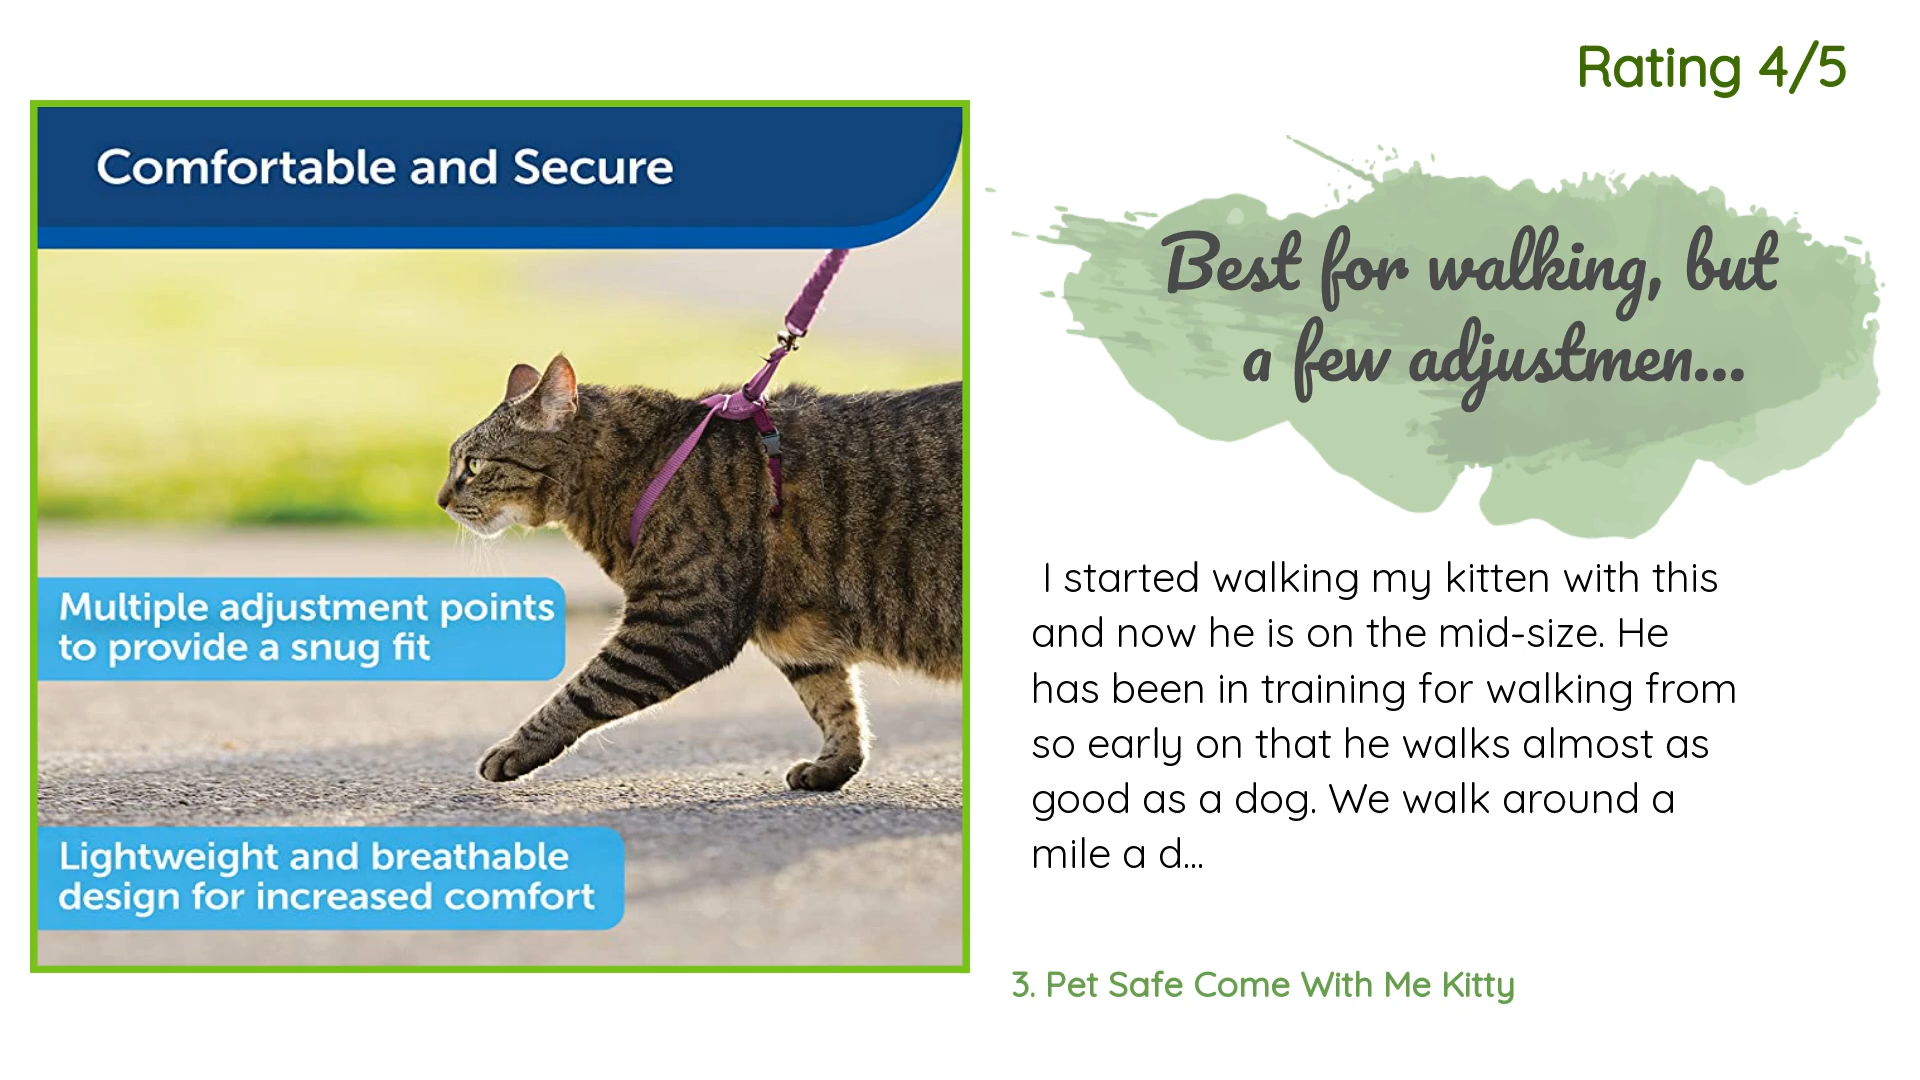 Rating 4/5
Comfortable and Secure
Multiple adjustment points
to provide a snug fit
Lightweight and breathable
design for increased comfort
Best for walking, but
a few adjustmen...
I started walking my kitten with this
and now he is on the mid-size. He
has been in training for walking from
so early on that he walks almost as
good as a dog. We walk around a
mile a d...
3. Pet Safe Come With Me Kitty